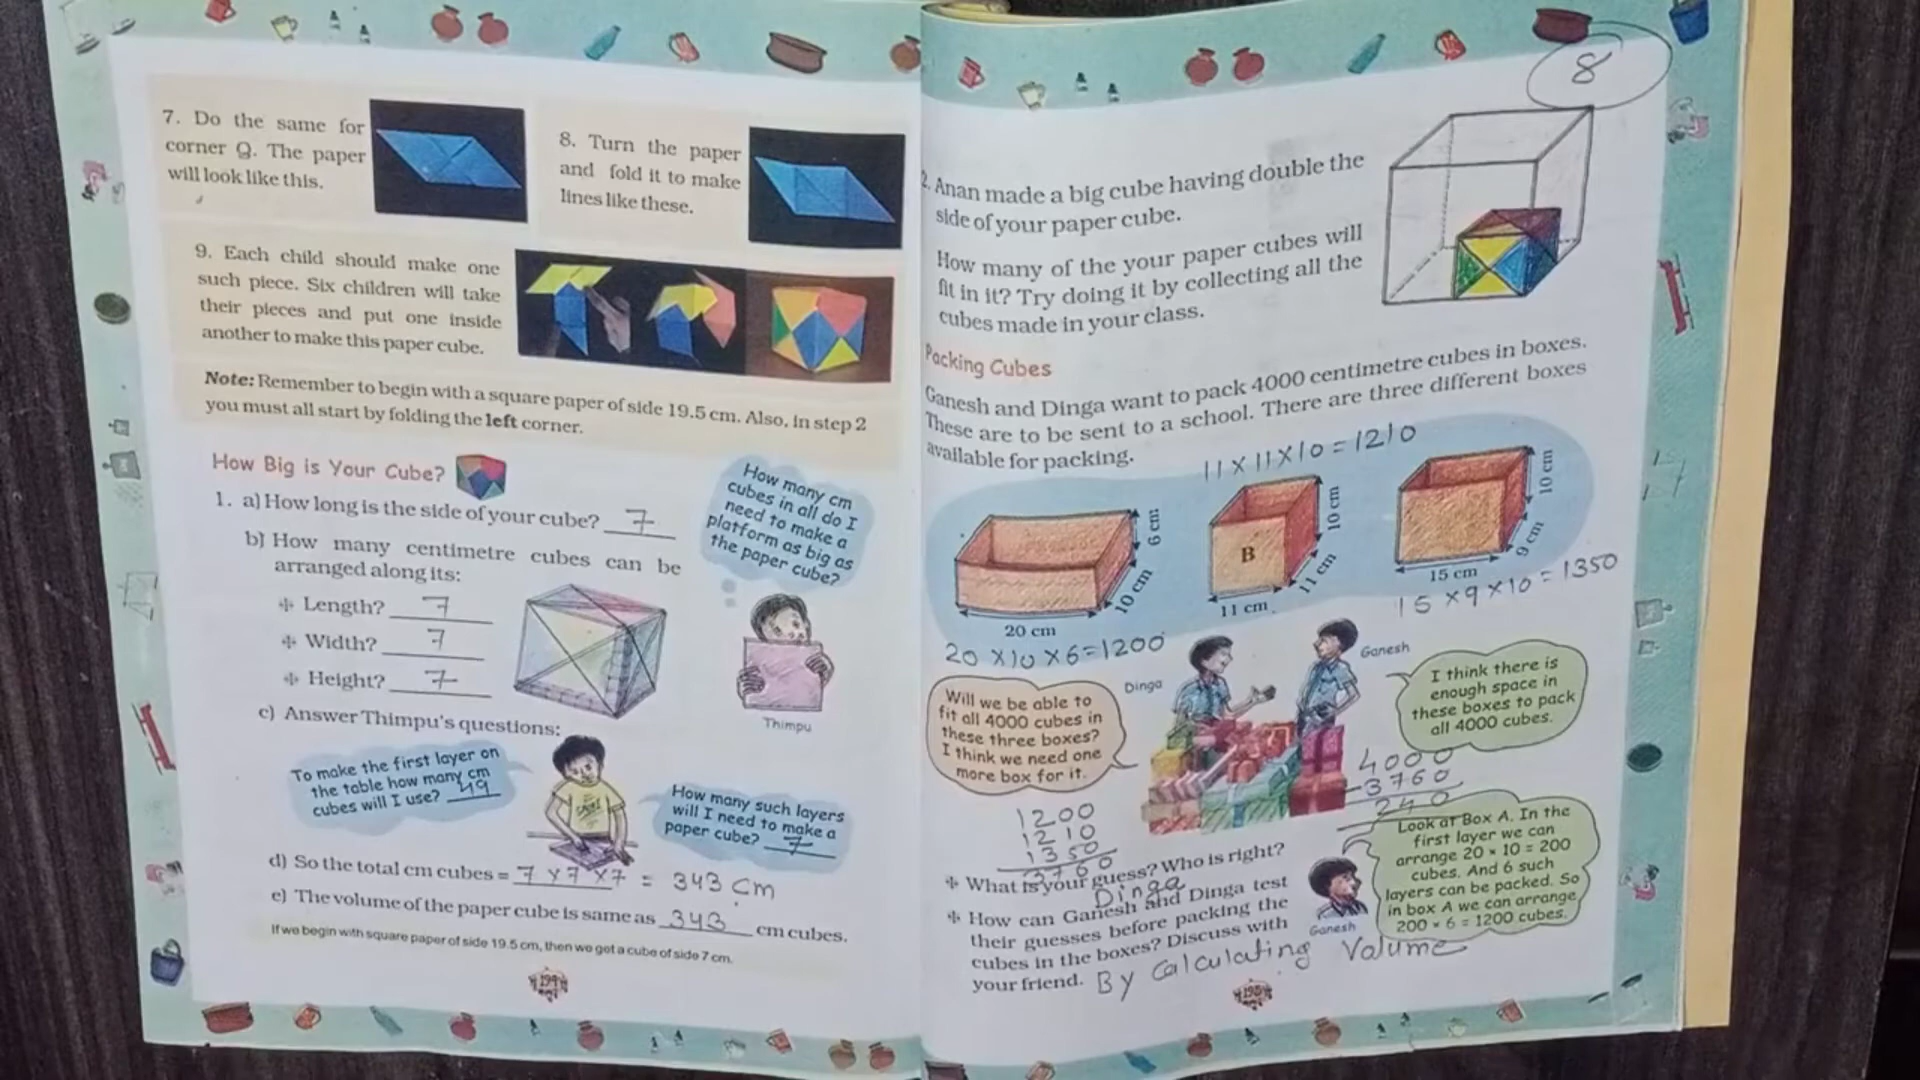 7. Do the same for
corner Q. The paper
will look like this.
8. Turn the paper
and fold it to make
lines like these.
9. Each child should make one
such piece. Six children will take
their pieces and put one inside
another to make this paper cube.
Note: Remember to begin with a square paper of side 19.5 cm. Also, in step 2
you must all start by folding the left corner.
How Big is Your Cube?
1. a) How long is the side of your cube? 7
b) How many centimetre cubes can be
arranged along its:
Length? 7
Width? 7
Height? 7
How many cm
cubes in all do I
need to make a
platform as big as
the paper cube?
Thimpu
c) Answer Thimpu's questions:
To make the first layer on
the table how many cm
cubes will I use? 49
How many such layers
will I need to make a
paper cube? 7
d) So the total cm cubes = 7 x 7 x 7 = 343 cm
e) The volume of the paper cube is same as 343 cm cubes.
If we begin with square paper of side 19.5 cm, then we get a cube of side 7 cm.
194
8
2. Anan made a big cube having double the
side of your paper cube.
How many of the your paper cubes will
fit in it? Try doing it by collecting all the
cubes made in your class.
Packing Cubes
Ganesh and Dinga want to pack 4000 centimetre cubes in boxes.
These are to be sent to a school. There are three different boxes
available for packing.
11 x 11 x 10 = 1210
20 cm
10 cm
6 cm
B
11 cm
11 cm
10 cm
15 cm
9 cm
10 cm
20 x 10 x 6 = 1200
15 x 9 x 10 = 1350
Dinga
Ganesh
Will we be able to
fit all 4000 cubes in
these three boxes?
I think we need one
more box for it.
I think there is
enough space in
these boxes to pack
all 4000 cubes.
1200
1210
1350
3760
4000
-3760
240
What is your guess? Who is right?
Dinga
How can Ganesh and Dinga test
their guesses before packing the
cubes in the boxes? Discuss with
your friend. By Calculating Volume
Look at Box A. In the
first layer we can
arrange 20 × 10 = 200
cubes. And 6 such
layers can be packed. So
in box A we can arrange
200 × 6 = 1200 cubes.
Ganesh
195